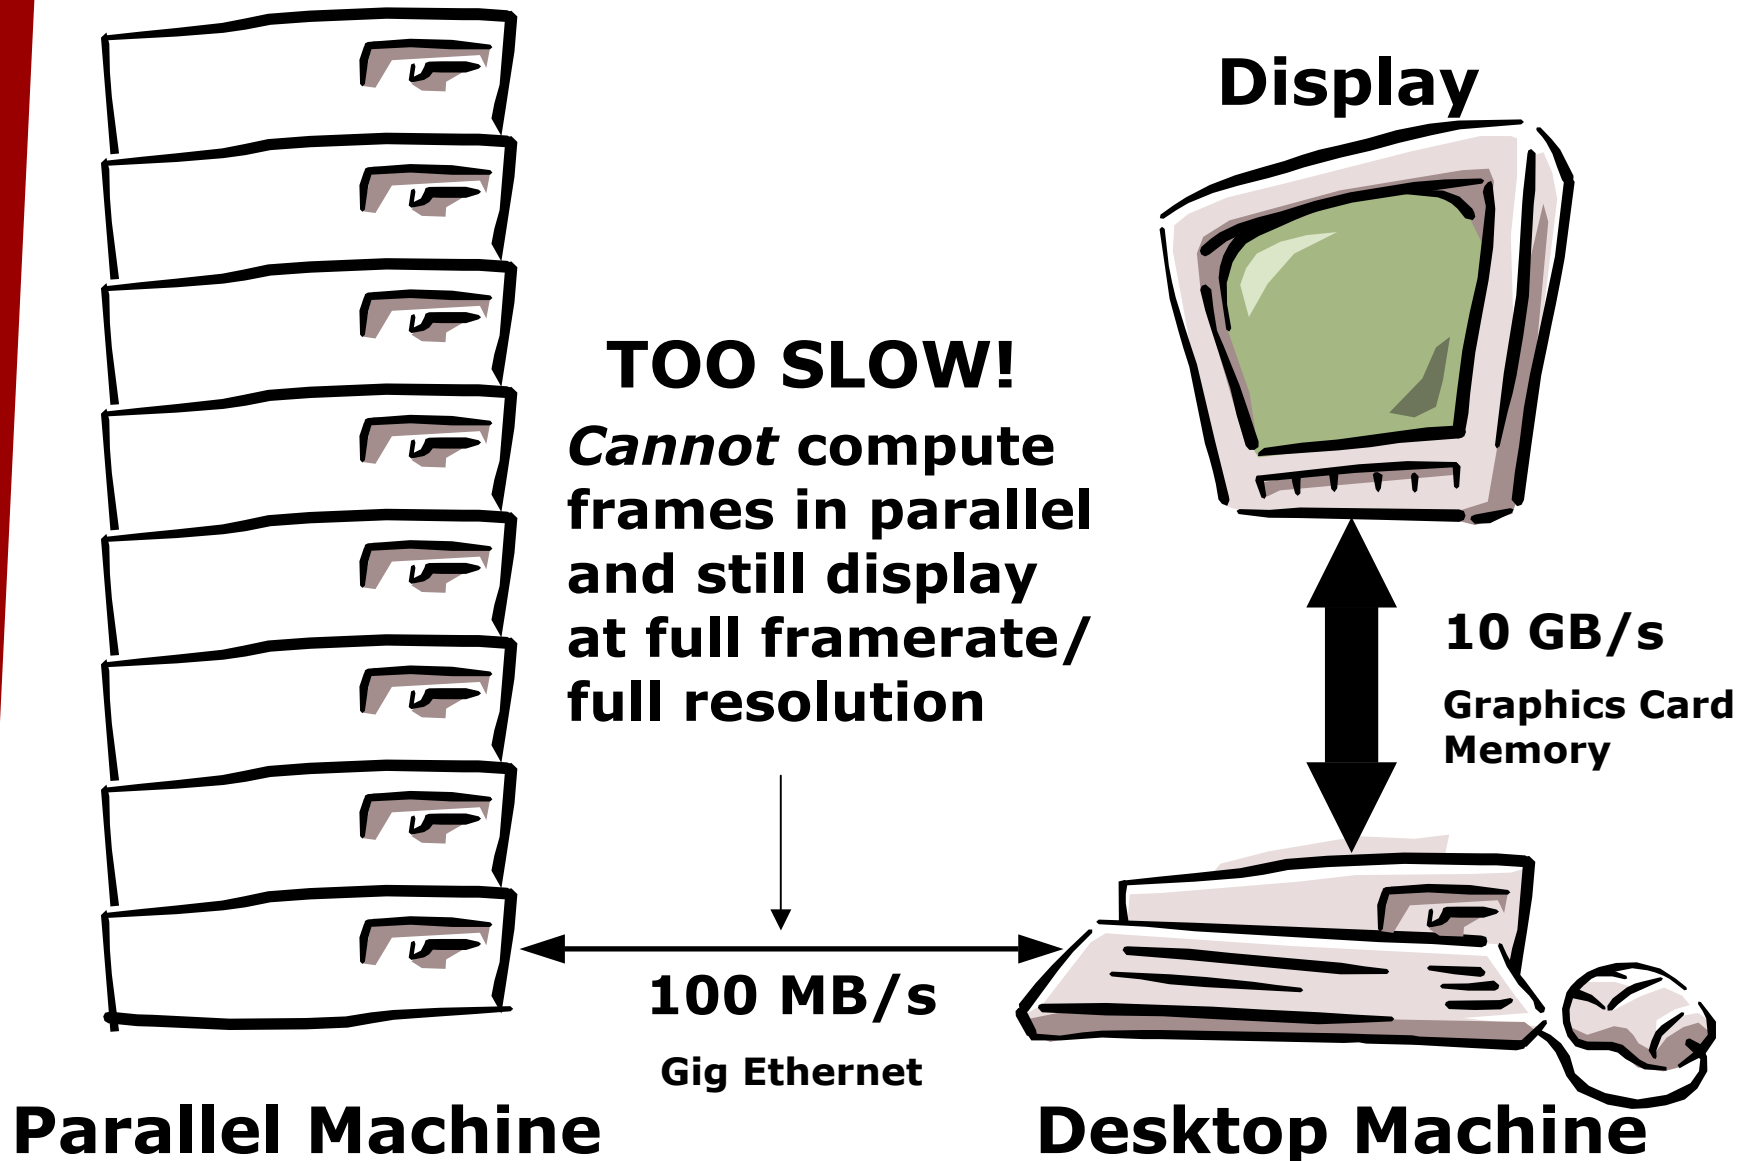 Display
TOO SLOW!
Cannot compute
frames in parallel
and still display
at full framerate/
full resolution
10 GB/s
Graphics Card
Memory
100 MB/s
Gig Ethernet
Parallel Machine
Desktop Machine